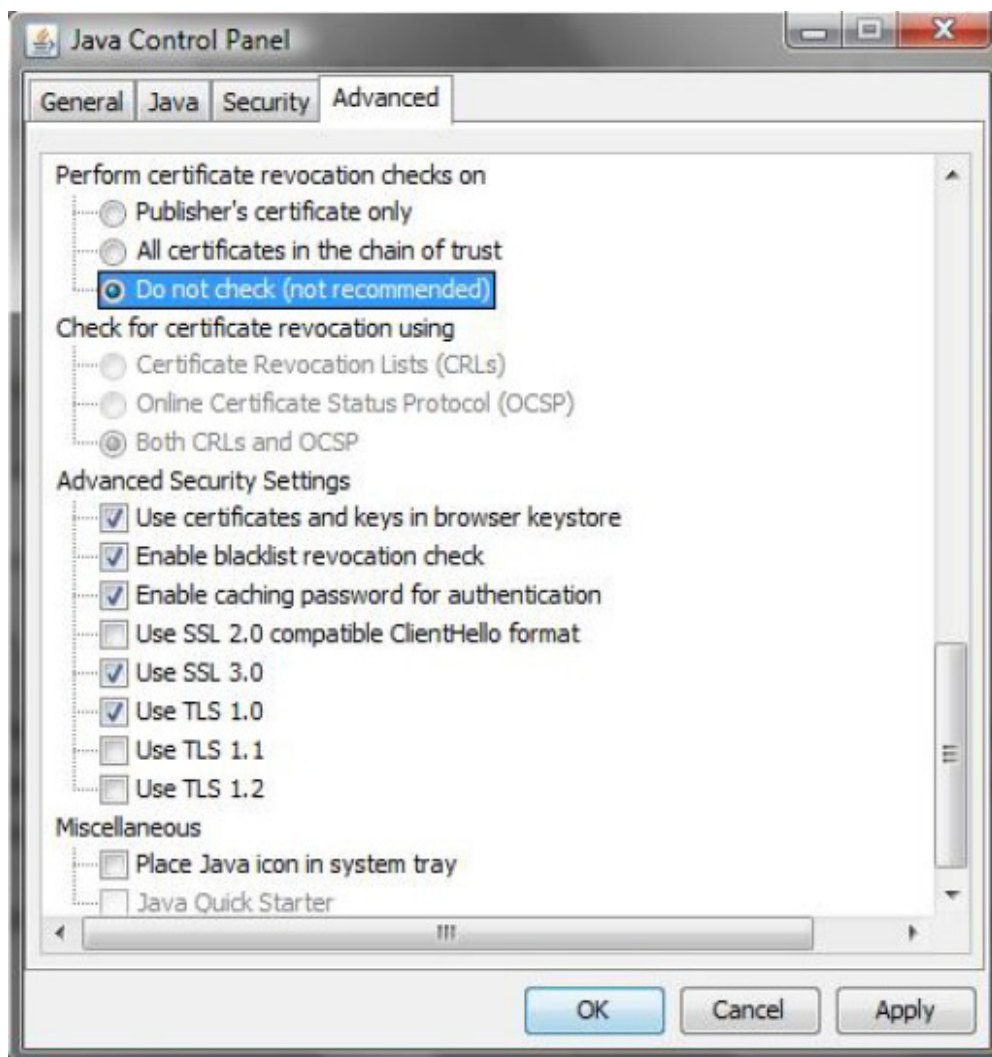 Java Control Panel
General Java Security Advanced
Perform certificate revocation checks on
Publisher's certificate only
All certificates in the chain of trust
Do not check (not recommended)
Check for certificate revocation using
Certificate Revocation Lists (CRLs)
Online Certificate Status Protocol (OCSP)
Both CRLs and OCSP
Advanced Security Settings
Use certificates and keys in browser keystore
Enable blacklist revocation check
Enable caching password for authentication
Use SSL 2.0 compatible ClientHello format
Use SSL 3.0
Use TLS 1.0
Use TLS 1.1
Use TLS 1.2
Miscellaneous
Place Java icon in system tray
Java Quick Starter
OK Cancel Apply